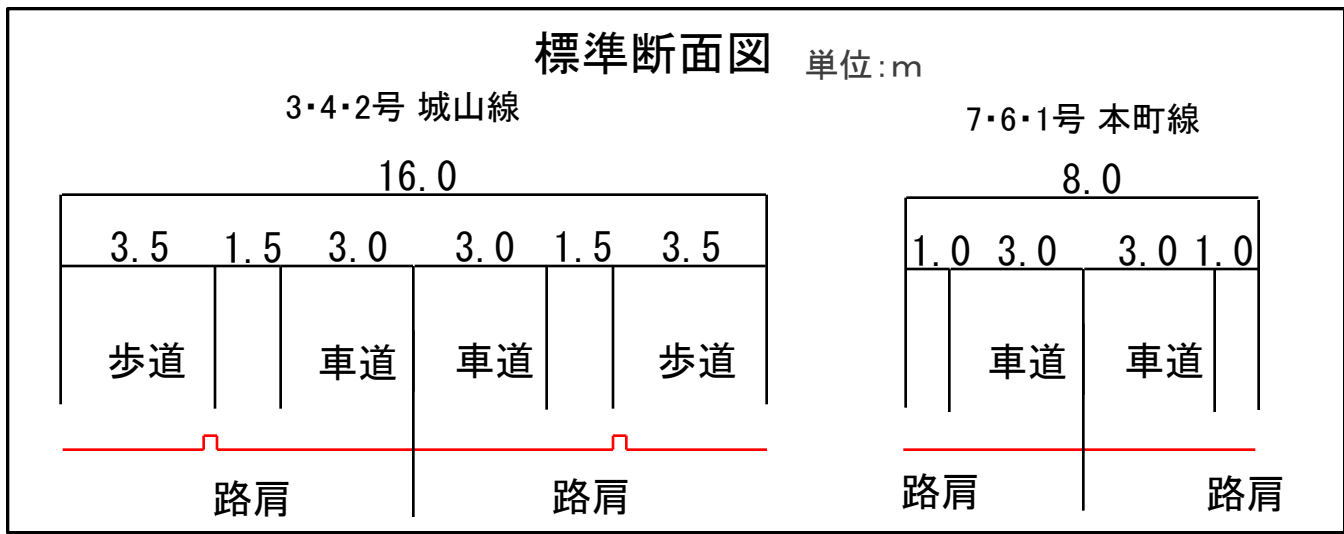 標準断面図 単位:m
3・4・2号 城山線
7・6・1号 本町線
16.0
8.0
3.5 1.5 3.0 3.0 1.5 3.5
1.0 3.0 3.0 1.0
歩道 車道 車道 歩道
車道 車道
路肩 路肩
路肩 路肩